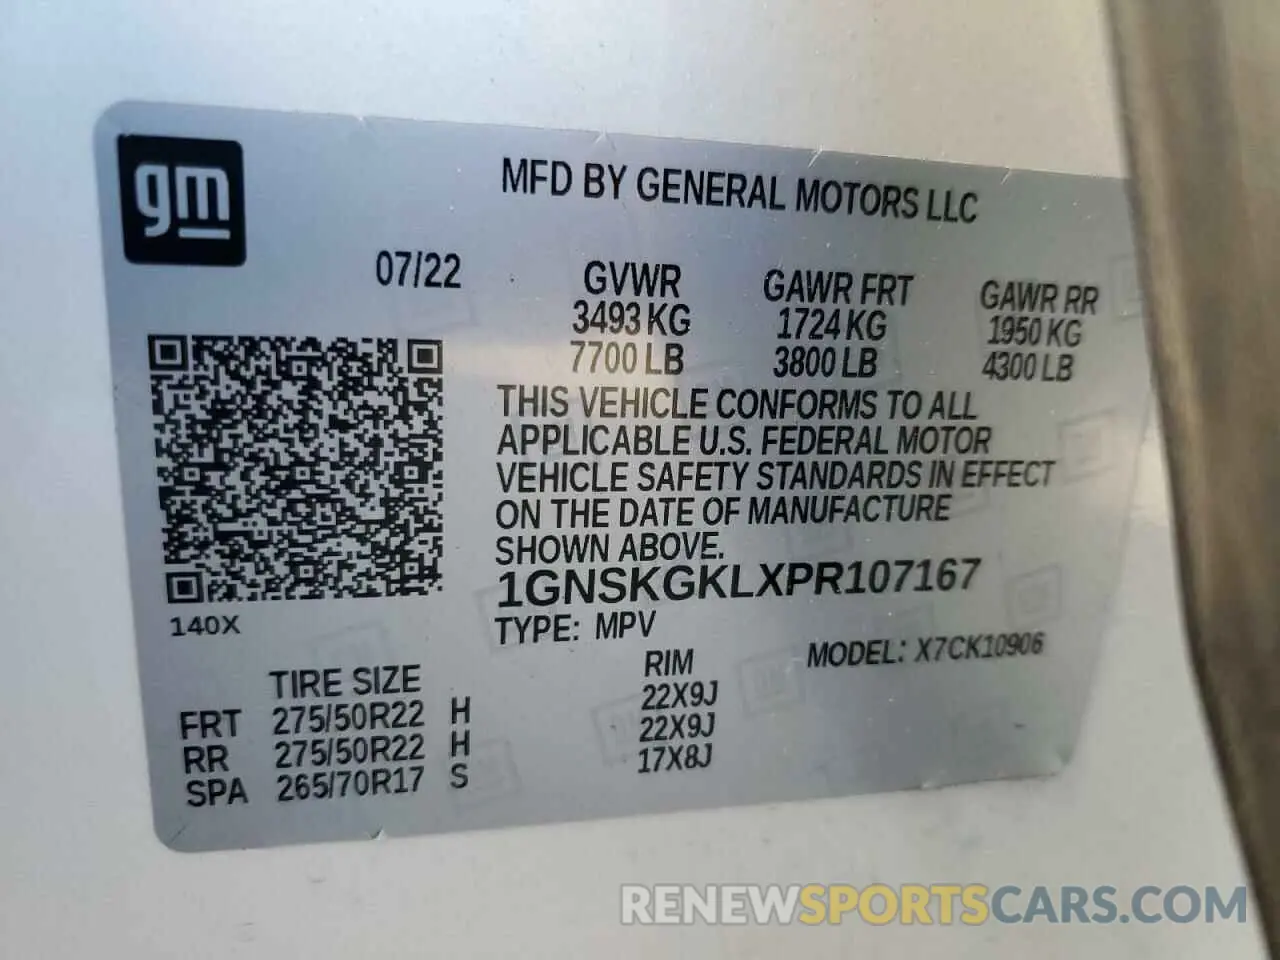 gm
MFD BY GENERAL MOTORS LLC
07/22 GVWR GAWR FRT GAWR RR
3493 KG 1724 KG 1950 KG
7700 LB 3800 LB 4300 LB
THIS VEHICLE CONFORMS TO ALL
APPLICABLE U.S. FEDERAL MOTOR
VEHICLE SAFETY STANDARDS IN EFFECT
ON THE DATE OF MANUFACTURE
SHOWN ABOVE.
1GNSKGKLXPR107167
140X
TYPE: MPV
MODEL: X7CK10906
TIRE SIZE RIM
FRT 275/50R22 H 22X9J
RR 275/50R22 H 22X9J
SPA 265/70R17 S 17X8J
RENEWSPORTSCARS.COM